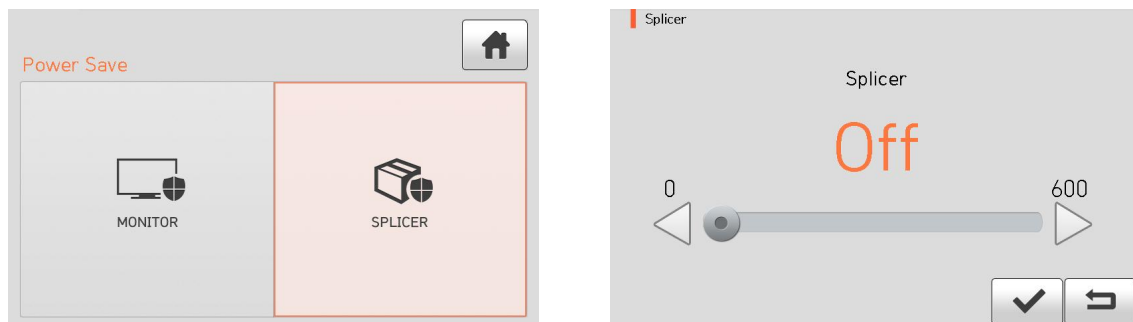 Power Save
MONITOR
SPLICER
Splicer
Splicer
Off
0
600